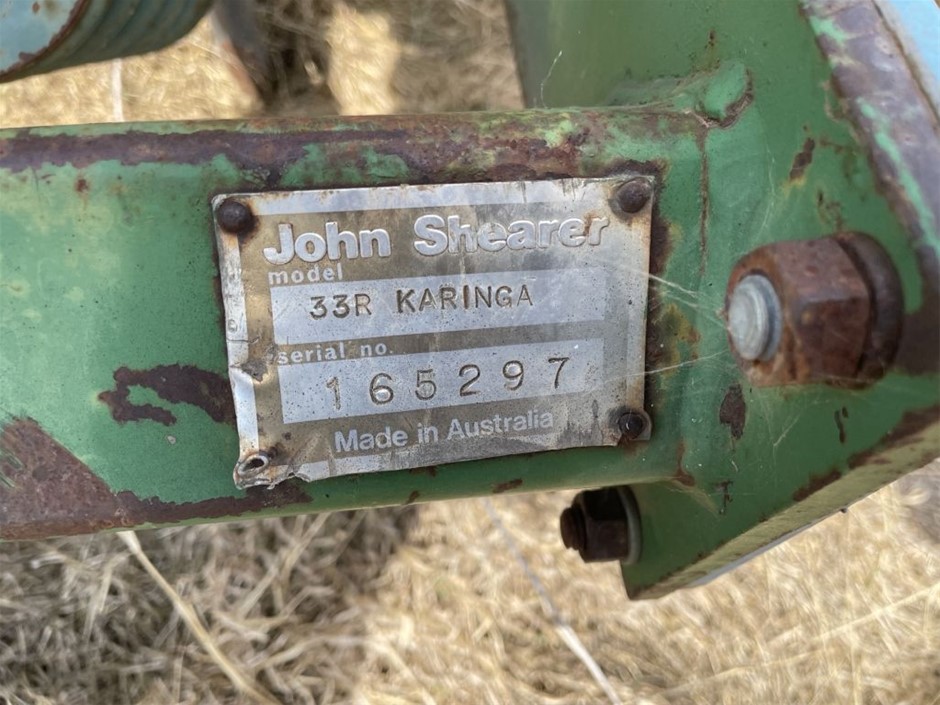 John Shearer
model
33R KARINGA
serial no.
165297
Made in Australia